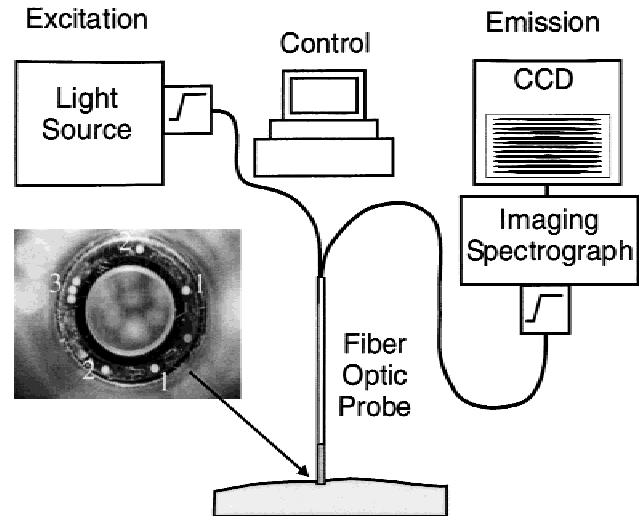 Excitation
Control
Emission
Light
Source
CCD
Imaging
Spectrograph
2
3
1
2
1
Fiber
Optic
Probe